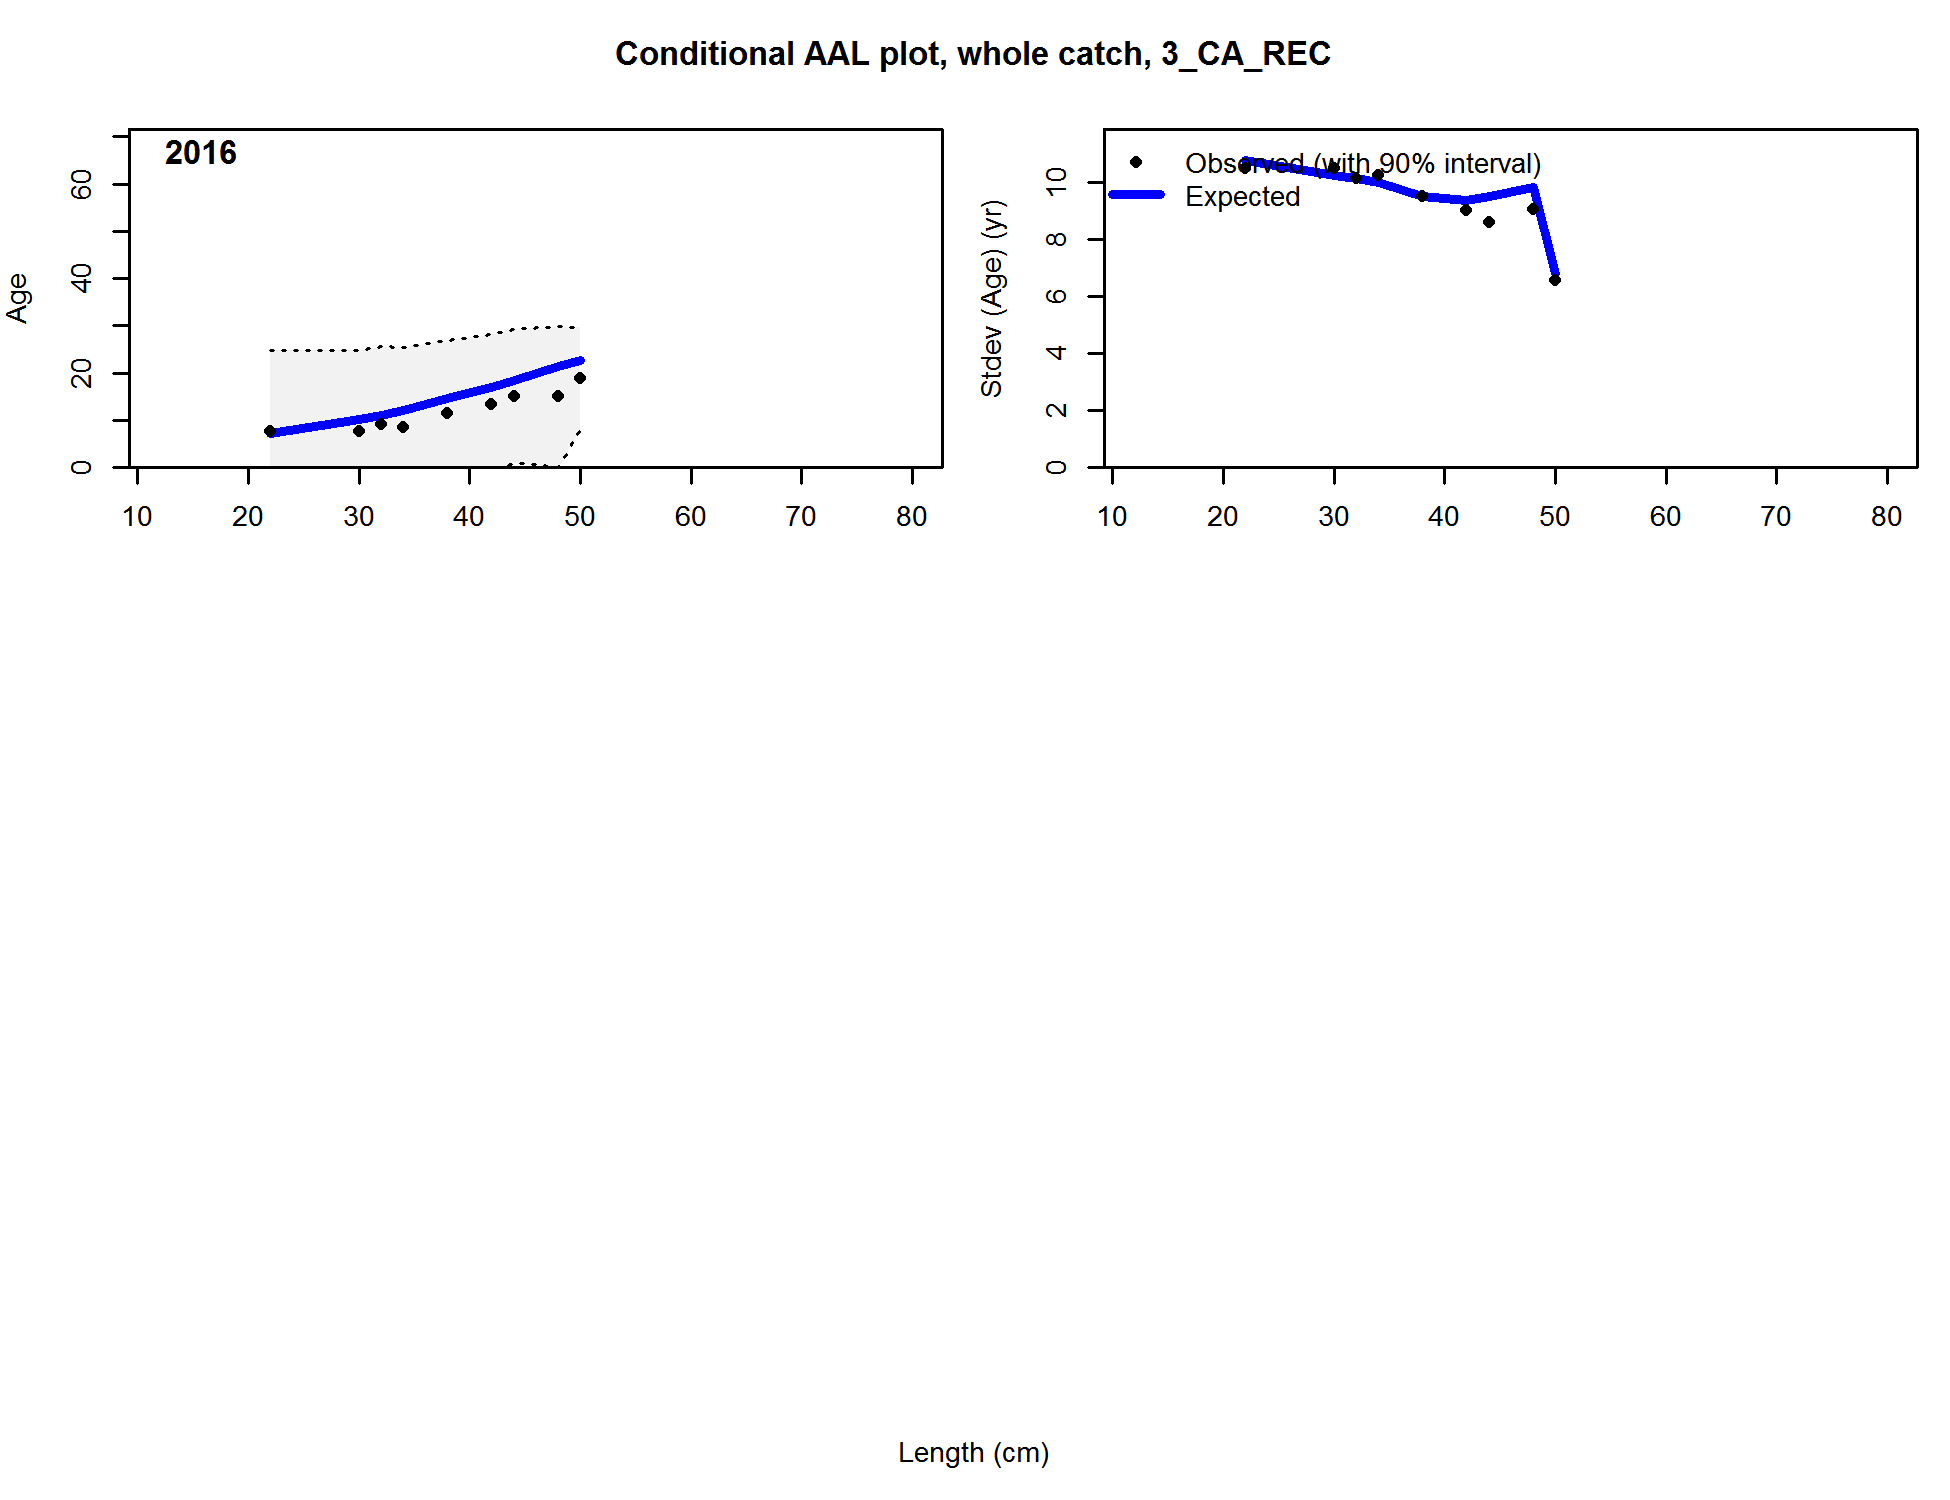 Conditional AAL plot, whole catch, 3_CA_REC
2016
Age
0 20 40 60
10 20 30 40 50 60 70 80
Observed (with 90% interval)
Expected
Stdev (Age) (yr)
0 2 4 6 8 10
10 20 30 40 50 60 70 80
Length (cm)